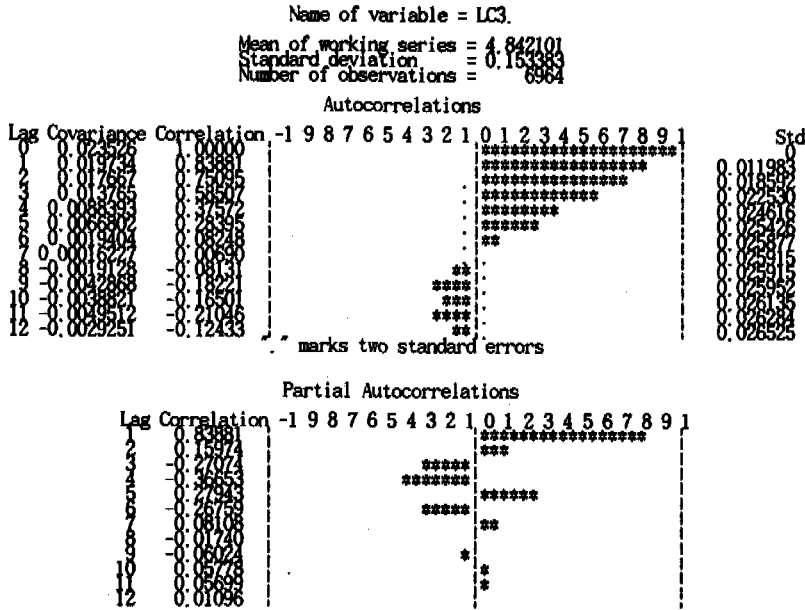 Name of variable = LC3.
Mean of working series = 4.842101
Standard deviation = 0.153383
Number of observations = 6964
Autocorrelations
Lag Covariance Correlation -1 9 8 7 6 5 4 3 2 1 0 1 2 3 4 5 6 7 8 9 1 Std
0 0.023526 1.00000 |********************| 0
1 0.019734 0.83881 |***************** | 0.011983
2 0.017667 0.75095 |*************** | 0.018592
3 0.013765 . |************ | 0.022530
4 0.0088393 0.37572 . |******** | 0.024616
5 0.0066802 0.28395 . |****** | 0.025426
6 0.0019404 0.08248 . |** | 0.025877
7 0.00016227 0.00690 . | . | 0.025915
8 -0.0019128 -0.08131 **| . | 0.025915
9 -0.0042868 -0.18221 ****| . | 0.025952
10 -0.0038821 -0.16501 ***| . | 0.026135
11 -0.0049512 -0.21046 ****| . | 0.026284
12 -0.0029251 -0.12433 **| . | 0.026525
"." marks two standard errors
Partial Autocorrelations
Lag Correlation -1 9 8 7 6 5 4 3 2 1 0 1 2 3 4 5 6 7 8 9 1
1 0.83881 |***************** |
2 0.15974 |*** |
3 -0.27074 *****| |
4 -0.36653 *******| |
5 0.27943 |****** |
6 -0.26759 *****| |
7 0.08108 |** |
8 -0.01740 | |
9 -0.06024 *| |
10 0.05778 |* |
11 0.05699 |* |
12 0.01096 | |